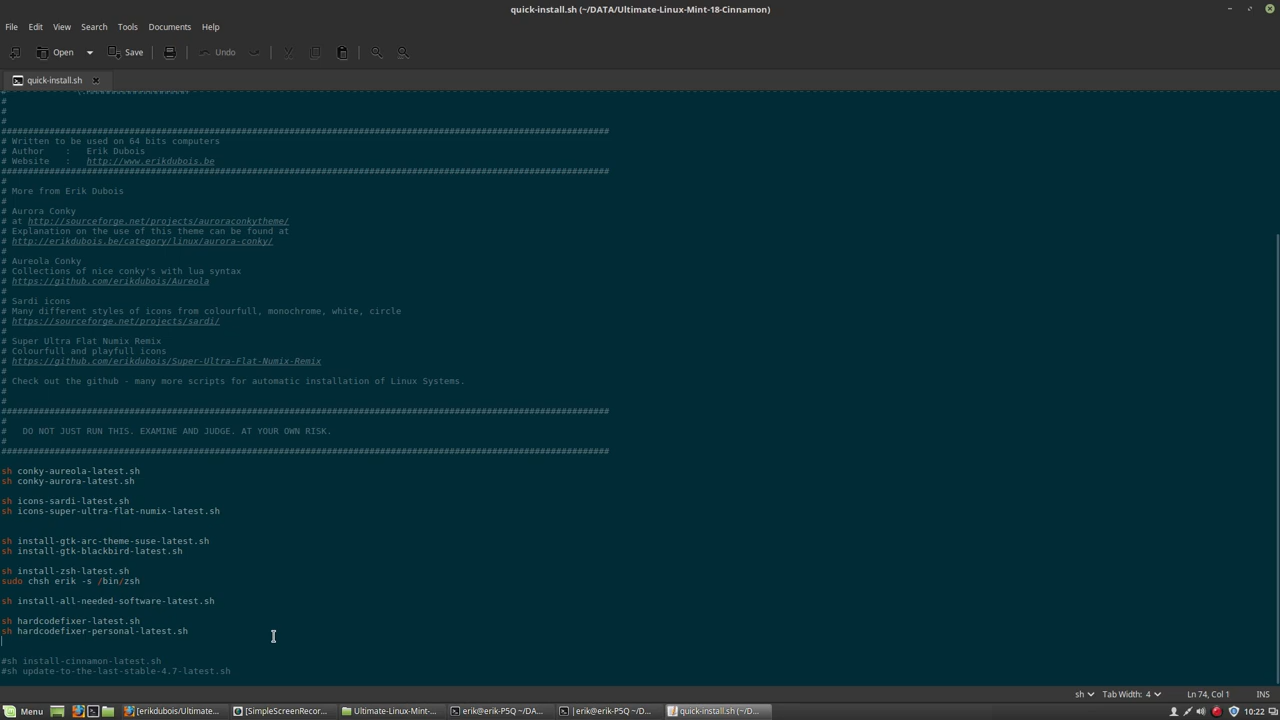 quick-install.sh (~/DATA/Ultimate-Linux-Mint-18-Cinnamon)
File Edit View Search Tools Documents Help
Open Save Undo
quick-install.sh
#
#
#
###################################################################################################################
# Written to be used on 64 bits computers
# Author : Erik Dubois
# Website : http://www.erikdubois.be
###################################################################################################################
#
# More from Erik Dubois
#
# Aurora Conky
# at http://sourceforge.net/projects/auroraconkytheme/
# Explanation on the use of this theme can be found at
# http://erikdubois.be/category/linux/aurora-conky/
#
# Aureola Conky
# Collections of nice conky's with lua syntax
# https://github.com/erikdubois/Aureola
#
# Sardi icons
# Many different styles of icons from colourfull, monochrome, white, circle
# https://sourceforge.net/projects/sardi/
#
# Super Ultra Flat Numix Remix
# Colourfull and playfull icons
# https://github.com/erikdubois/Super-Ultra-Flat-Numix-Remix
#
# Check out the github - many more scripts for automatic installation of Linux Systems.
#
#
###################################################################################################################
#
# DO NOT JUST RUN THIS. EXAMINE AND JUDGE. AT YOUR OWN RISK.
#
###################################################################################################################
sh conky-aureola-latest.sh
sh conky-aurora-latest.sh
sh icons-sardi-latest.sh
sh icons-super-ultra-flat-numix-latest.sh
sh install-gtk-arc-theme-suse-latest.sh
sh install-gtk-blackbird-latest.sh
sh install-zsh-latest.sh
sudo chsh erik -s /bin/zsh
sh install-all-needed-software-latest.sh
sh hardcodefixer-latest.sh
sh hardcodefixer-personal-latest.sh
#sh install-cinnamon-latest.sh
#sh update-to-the-last-stable-4.7-latest.sh
sh Tab Width: 4 Ln 74, Col 1 INS
Menu [erikdubois/Ultimate... [SimpleScreenRecor... Ultimate-Linux-Mint-... erik@erik-P5Q ~/DA... erik@erik-P5Q ~/D... quick-install.sh (~/D... 10:22